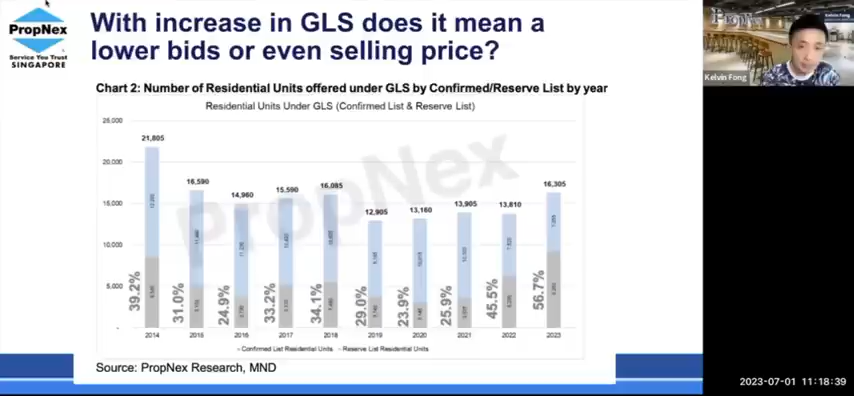 PropNex
Service You Trust
SINGAPORE
With increase in GLS does it mean a
lower bids or even selling price?
Kelvin Fong
Kelvin Fong
Chart 2: Number of Residential Units offered under GLS by Confirmed/Reserve List by year
Residential Units Under GLS (Confirmed List & Reserve List)
25,000
20,000
15,000
10,000
5,000
-
21,805
16,590
14,960
15,590
16,085
12,905
13,160
13,905
13,810
16,305
39.2%
31.0%
24.9%
33.2%
34.1%
29.0%
23.9%
25.9%
45.5%
56.7%
2014
2015
2016
2017
2018
2019
2020
2021
2022
2023
Confirmed List Residential Units
Reserve List Residential Units
PropNex
Source: PropNex Research, MND
2023-07-01 11:18:39